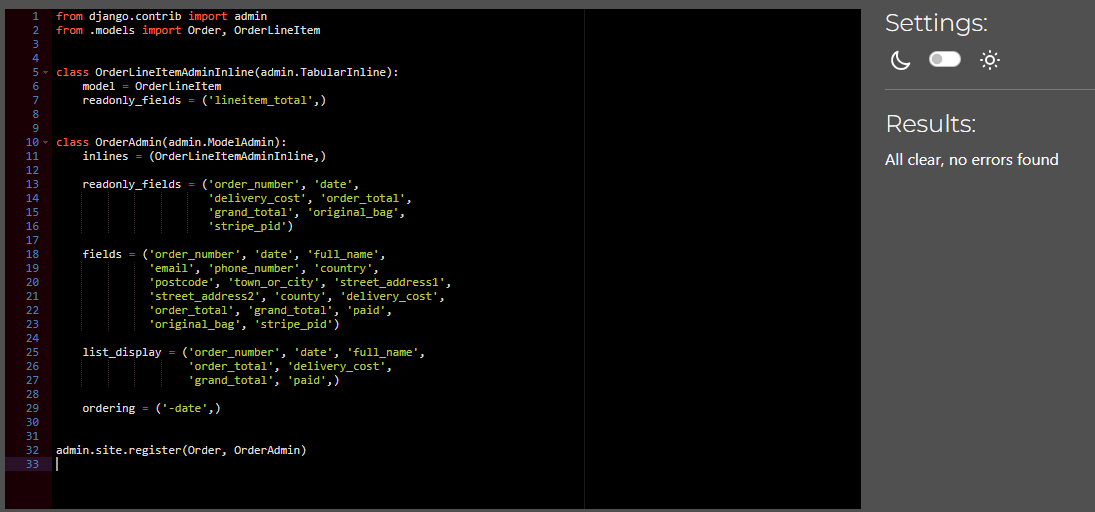 1 from django.contrib import admin
2 from .models import Order, OrderLineItem
3
4
5 class OrderLineItemAdminInline(admin.TabularInline):
6     model = OrderLineItem
7     readonly_fields = ('lineitem_total',)
8
9
10 class OrderAdmin(admin.ModelAdmin):
11     inlines = (OrderLineItemAdminInline,)
12
13     readonly_fields = ('order_number', 'date',
14                        'delivery_cost', 'order_total',
15                        'grand_total', 'original_bag',
16                        'stripe_pid')
17
18     fields = ('order_number', 'date', 'full_name',
19               'email', 'phone_number', 'country',
20               'postcode', 'town_or_city', 'street_address1',
21               'street_address2', 'county', 'delivery_cost',
22               'order_total', 'grand_total', 'paid',
23               'original_bag', 'stripe_pid')
24
25     list_display = ('order_number', 'date', 'full_name',
26                     'order_total', 'delivery_cost',
27                     'grand_total', 'paid',)
28
29     ordering = ('-date',)
30
31
32 admin.site.register(Order, OrderAdmin)
33
Settings:
Results:
All clear, no errors found